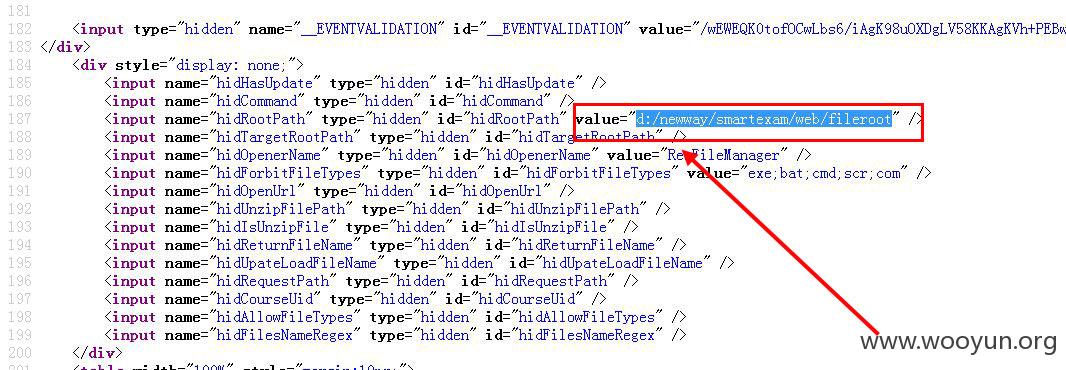 181
182 <input type="hidden" name="__EVENTVALIDATION" id="__EVENTVALIDATION" value="/wEWEQK0tofOCwLbs6/iAgK98uOXDgLV58KKAgKVh+PEBw
183 </div>
184 <div style="display: none;">
185 <input name="hidHasUpdate" type="hidden" id="hidHasUpdate" />
186 <input name="hidCommand" type="hidden" id="hidCommand" />
187 <input name="hidRootPath" type="hidden" id="hidRootPath" value="d:/newway/smartexam/web/fileroot" />
188 <input name="hidTargetRootPath" type="hidden" id="hidTargetRootPath" />
189 <input name="hidOpenerName" type="hidden" id="hidOpenerName" value="R FileManager" />
190 <input name="hidForbitFileTypes" type="hidden" id="hidForbitFileTypes" value="exe;bat;cmd;scr;com" />
191 <input name="hidOpenUrl" type="hidden" id="hidOpenUrl" />
192 <input name="hidUnzipFilePath" type="hidden" id="hidUnzipFilePath" />
193 <input name="hidIsUnzipFile" type="hidden" id="hidIsUnzipFile" />
194 <input name="hidReturnFileName" type="hidden" id="hidReturnFileName" />
195 <input name="hidUpateLoadFileName" type="hidden" id="hidUpateLoadFileName" />
196 <input name="hidRequestPath" type="hidden" id="hidRequestPath" />
197 <input name="hidCourseUid" type="hidden" id="hidCourseUid" />
198 <input name="hidAllowFileTypes" type="hidden" id="hidAllowFileTypes" />
199 <input name="hidFilesNameRegex" type="hidden" id="hidFilesNameRegex" />
200 </div>
www.wooyun.org